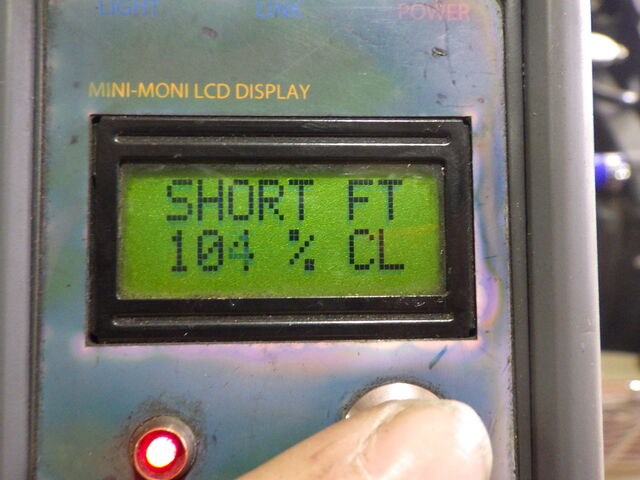 LIGHT LINK POWER
MINI-MONI LCD DISPLAY
SHORT FT
104 % CL